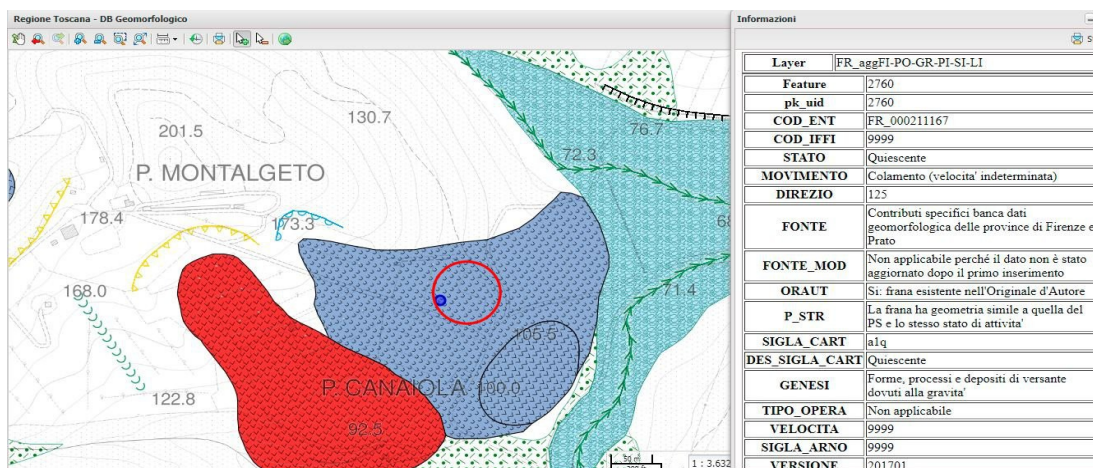 Regione Toscana - DB Geomorfologico
130.7
201.5
76.7
72.3
P. MONTALGETO
178.4
173.3
168.0
71.4
105.5
P. CANAIOLA 100.0
122.8
92.5
50 m
1 : 3.632
Informazioni
Layer FR_aggFI-PO-GR-PI-SI-LI
Feature 2760
pk_uid 2760
COD_ENT FR_000211167
COD_IFFI 9999
STATO Quiescente
MOVIMENTO Colamento (velocita' indeterminata)
DIREZIO 125
FONTE Contributi specifici banca dati
geomorfologica delle province di Firenze e
Prato
FONTE_MOD Non applicabile perché il dato non è stato
aggiornato dopo il primo inserimento
ORAUT Si: frana esistente nell'Originale d'Autore
P_STR La frana ha geometria simile a quella del
PS e lo stesso stato di attivita'
SIGLA_CART a1q
DES_SIGLA_CART Quiescente
GENESI Forme, processi e depositi di versante
dovuti alla gravita'
TIPO_OPERA Non applicabile
VELOCITA 9999
SIGLA_ARNO 9999
VERSIONE 201701